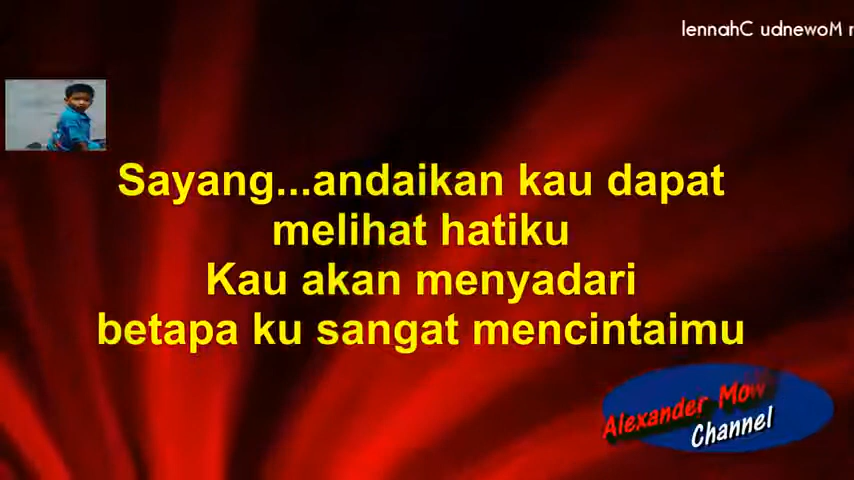 lennahC udnewoM r
Sayang...andaikan kau dapat
melihat hatiku
Kau akan menyadari
betapa ku sangat mencintaimu
Alexander Mow
Channel